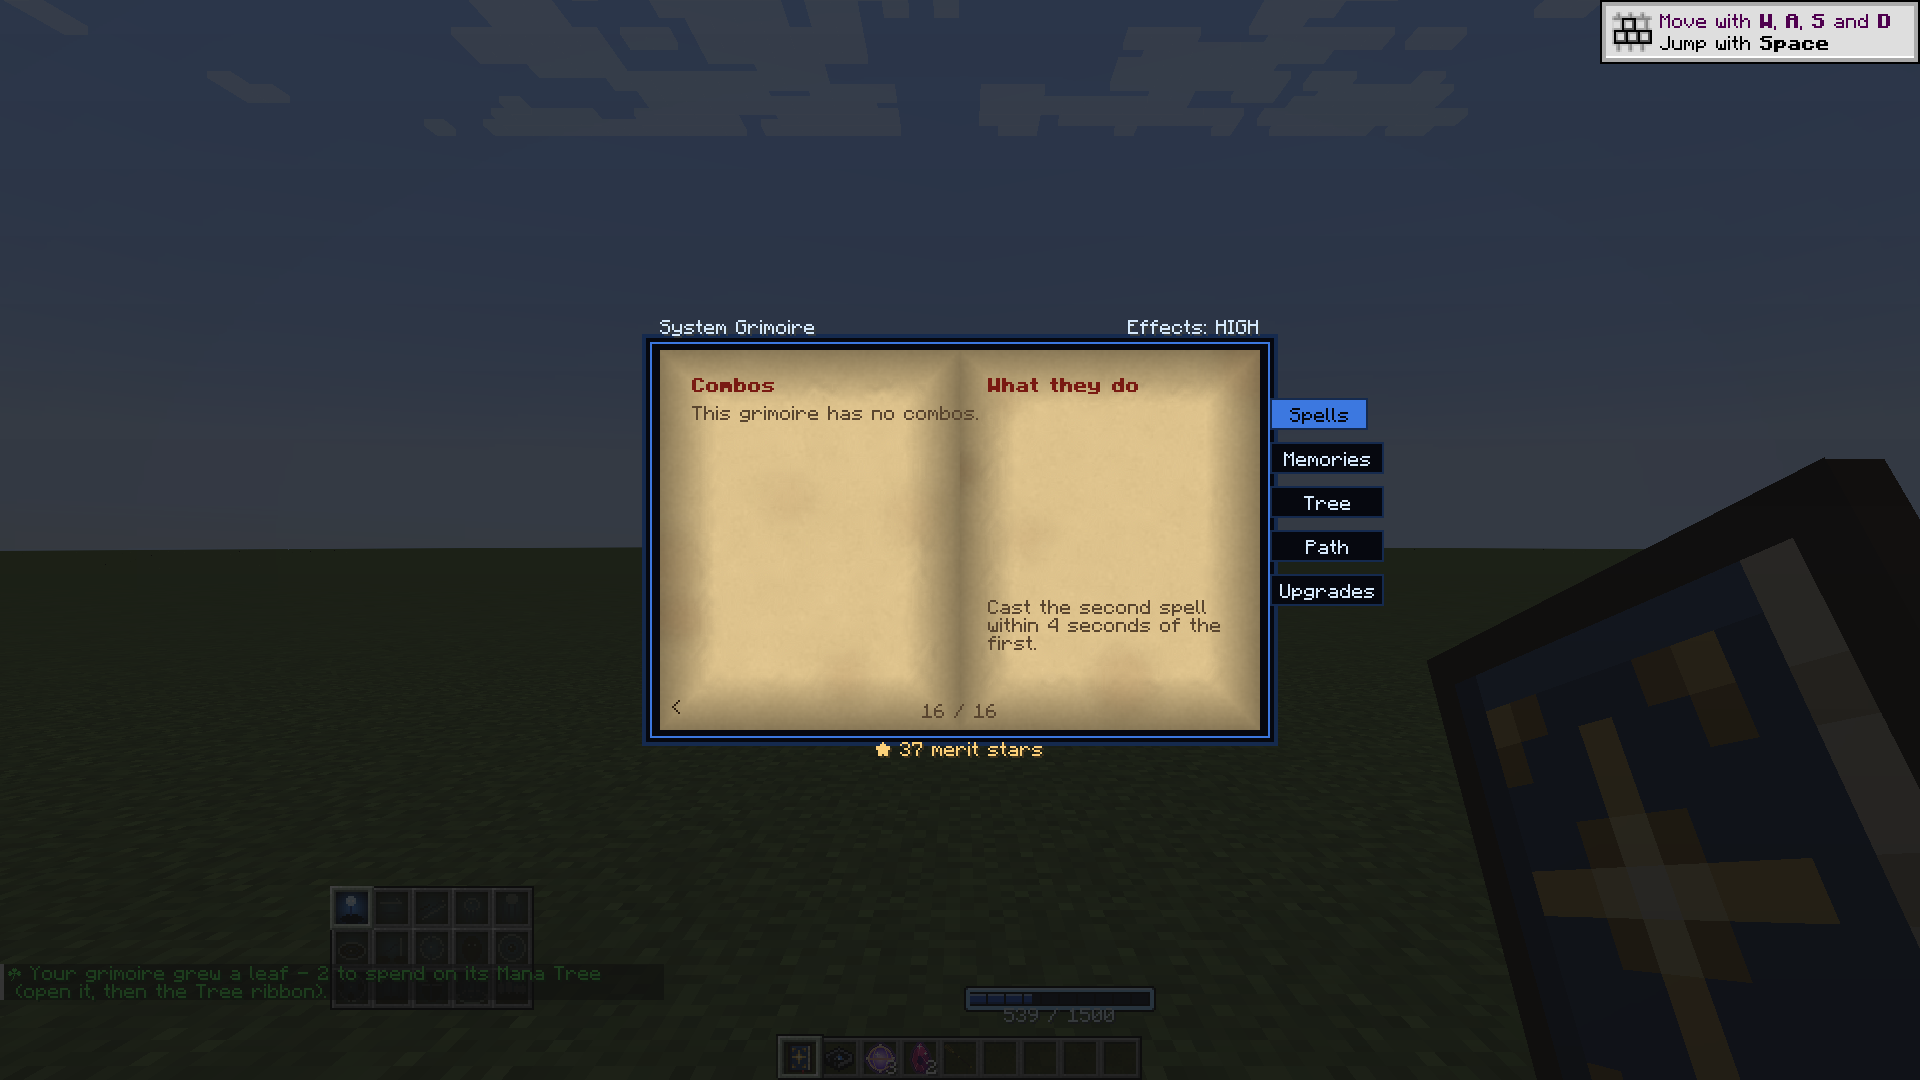 Move with W, A, S and D
Jump with Space
System Grimoire
Effects: HIGH
Combos
This grimoire has no combos.
What they do
Cast the second spell
within 4 seconds of the
first.
<
16 / 16
Spells
Memories
Tree
Path
Upgrades
★ 37 merit stars
Your grimoire grew a leaf - 2 to spend on its Mana Tree
(open it, then the Tree ribbon).
539 / 1500
3
2